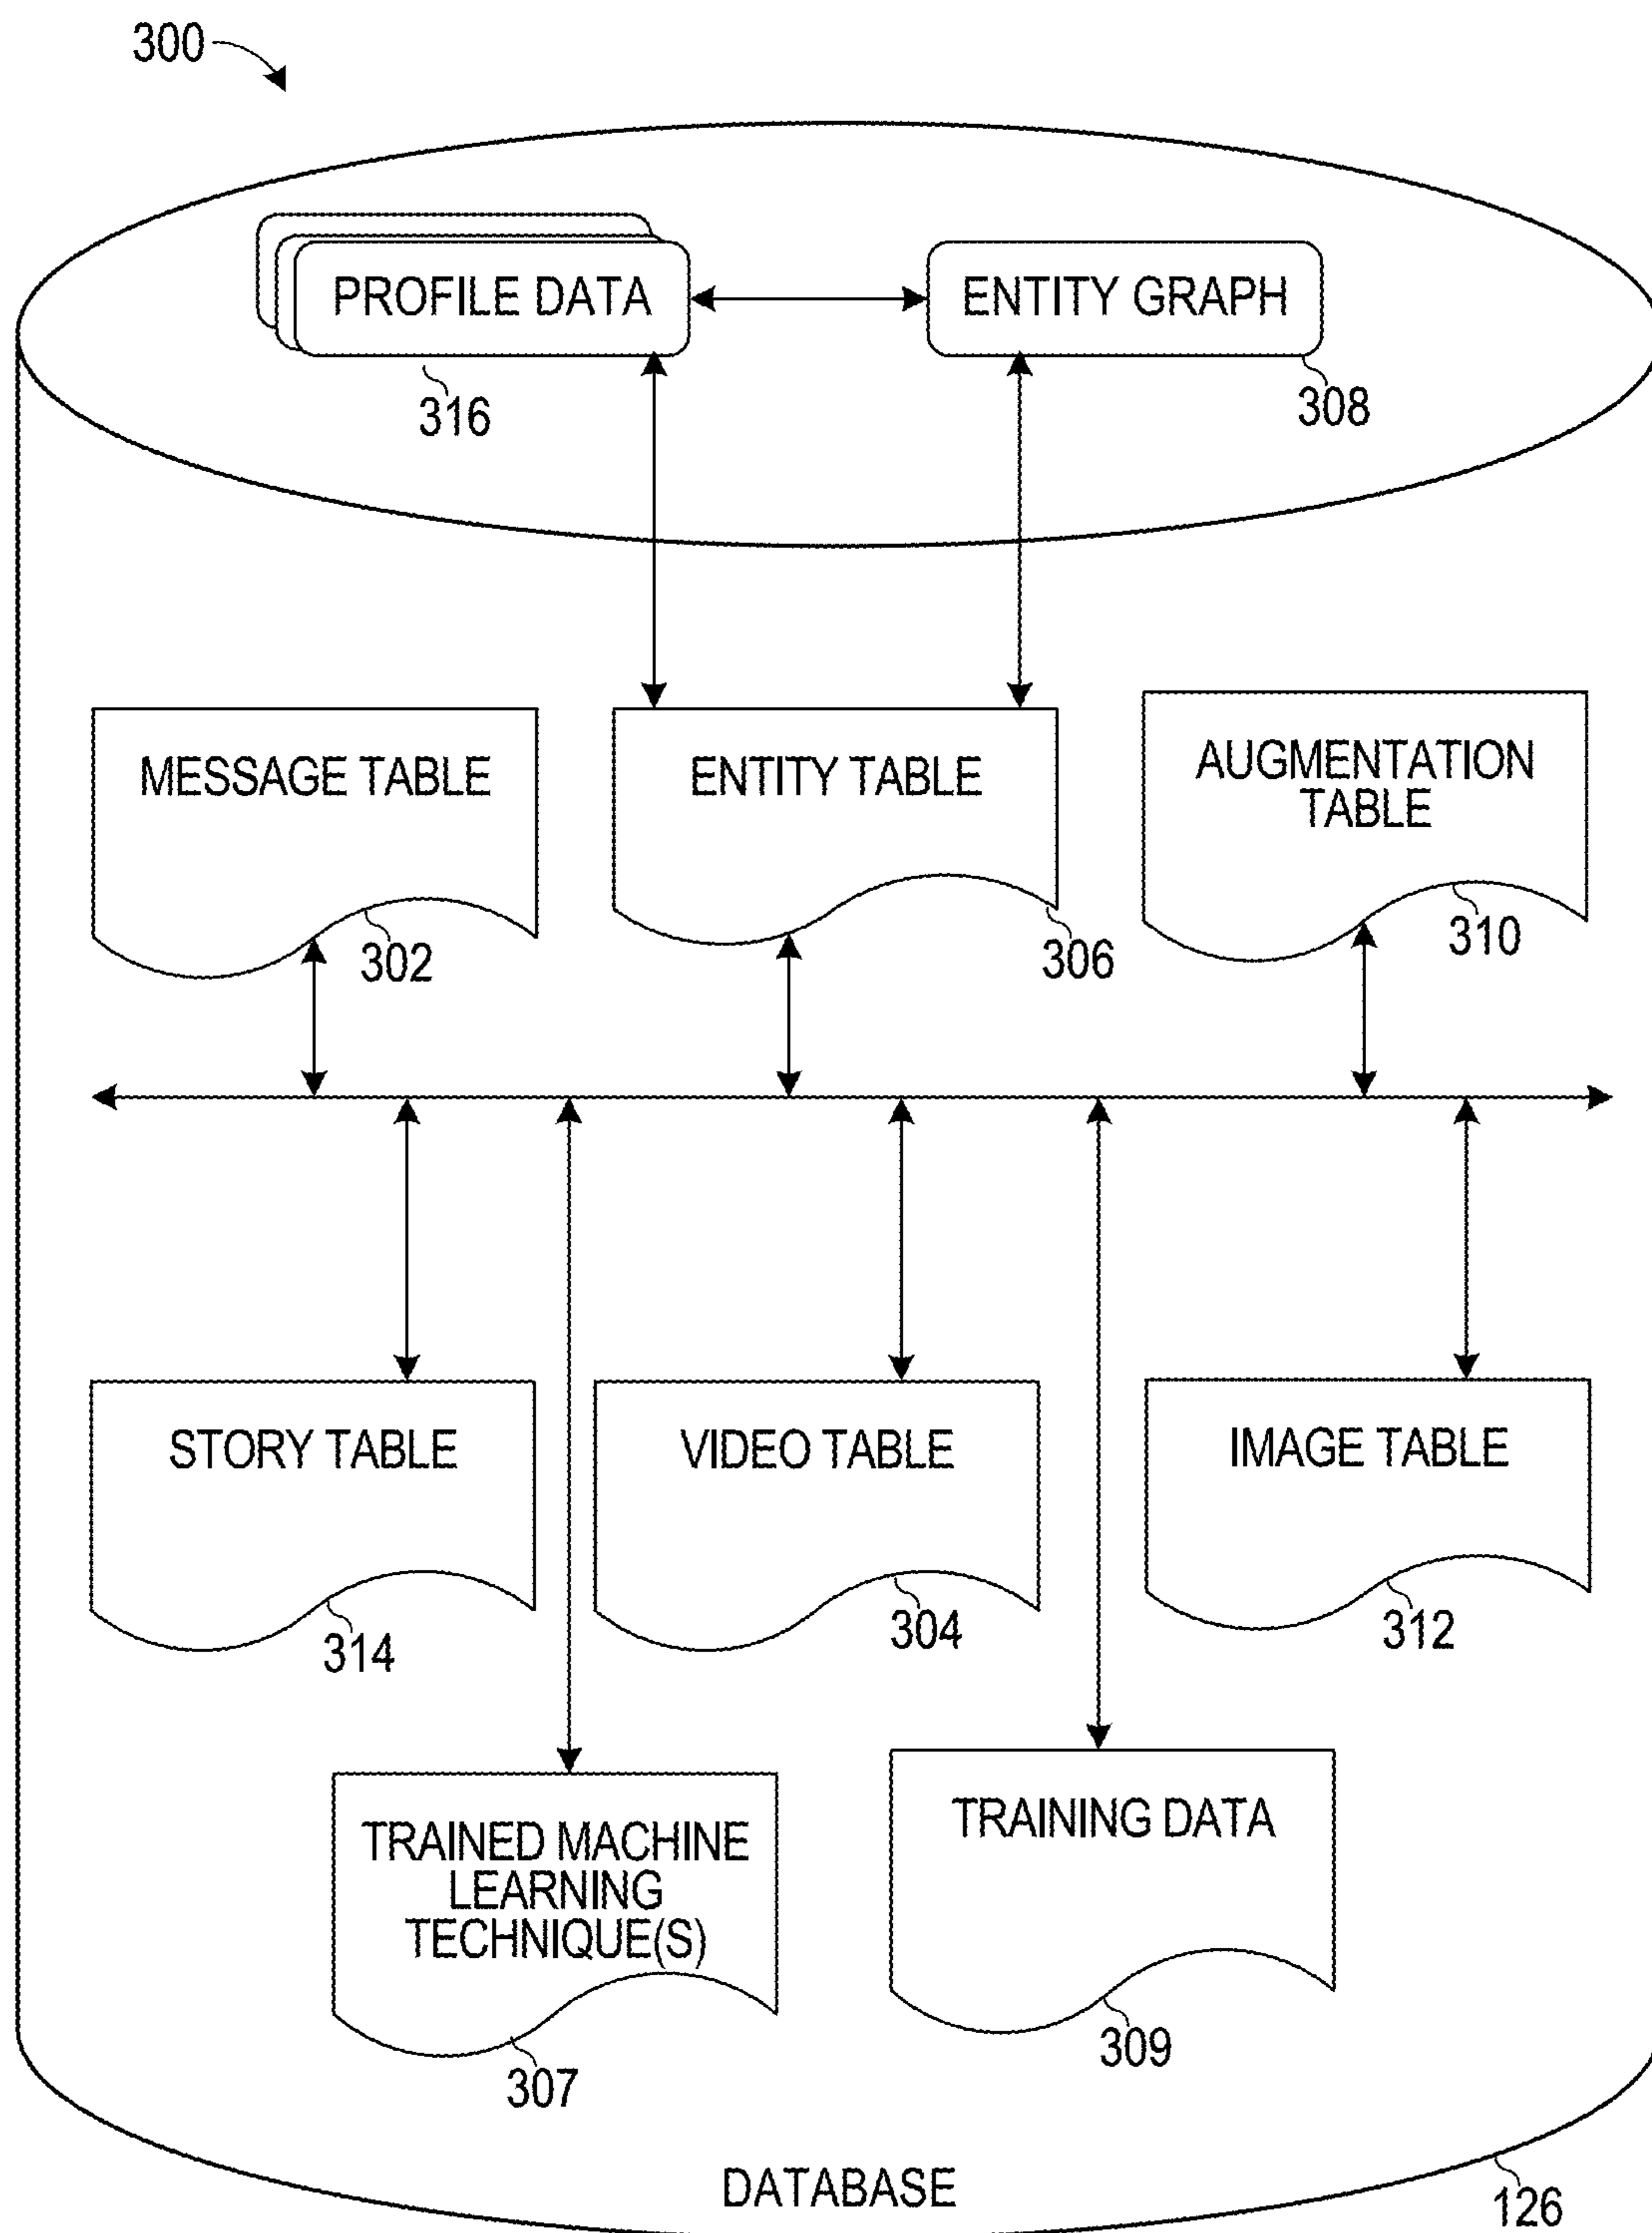 300
PROFILE DATA
ENTITY GRAPH
316
308
MESSAGE TABLE
ENTITY TABLE
AUGMENTATION
TABLE
302
306
310
STORY TABLE
VIDEO TABLE
IMAGE TABLE
314
304
312
TRAINED MACHINE
LEARNING
TECHNIQUE(S)
TRAINING DATA
307
309
DATABASE
126